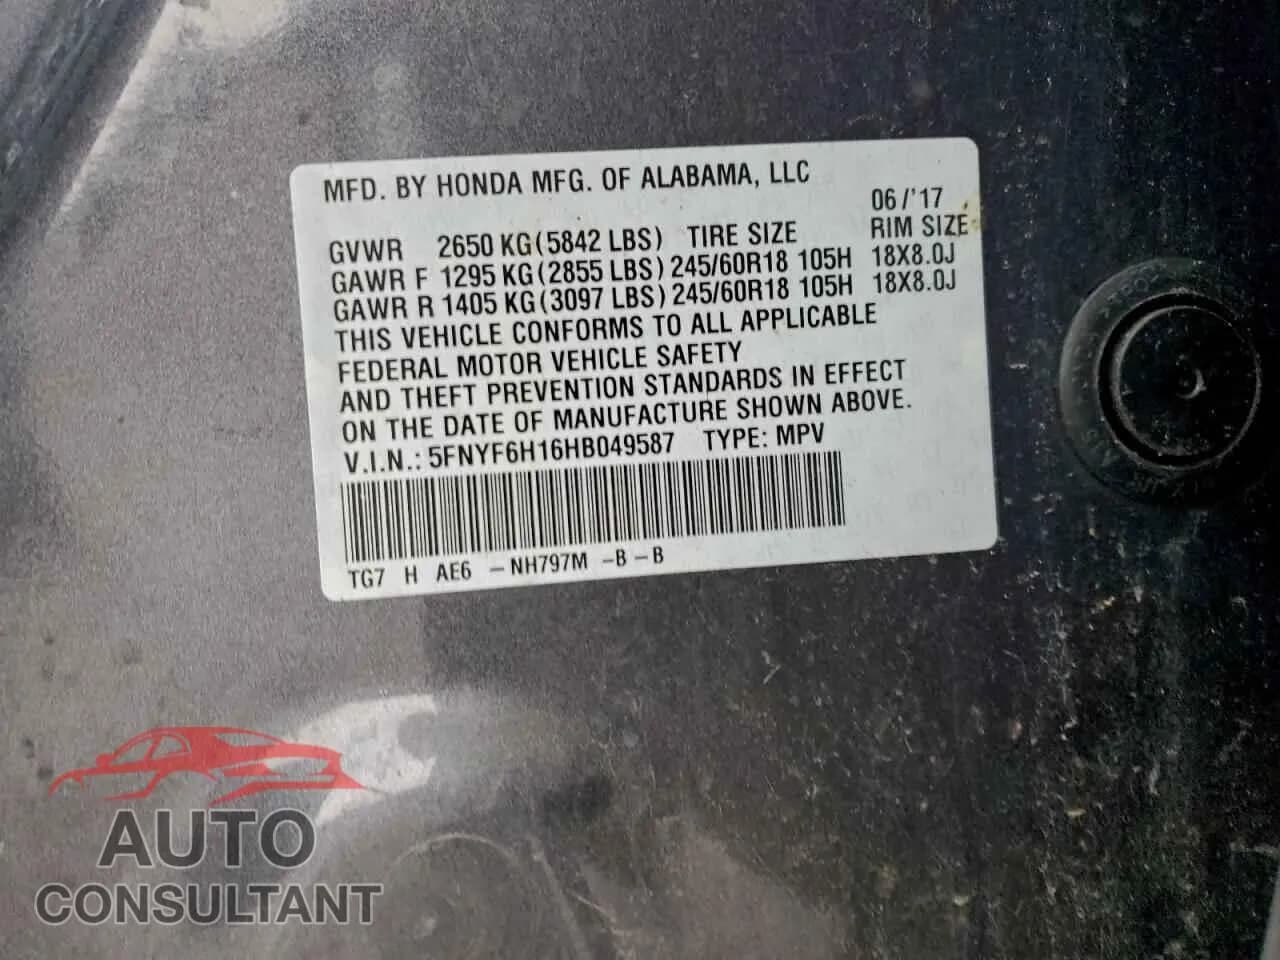 MFD. BY HONDA MFG. OF ALABAMA, LLC
06/'17
GVWR 2650 KG(5842 LBS) TIRE SIZE RIM SIZE
GAWR F 1295 KG(2855 LBS) 245/60R18 105H 18X8.0J
GAWR R 1405 KG(3097 LBS) 245/60R18 105H 18X8.0J
THIS VEHICLE CONFORMS TO ALL APPLICABLE
FEDERAL MOTOR VEHICLE SAFETY
AND THEFT PREVENTION STANDARDS IN EFFECT
ON THE DATE OF MANUFACTURE SHOWN ABOVE.
V.I.N.: 5FNYF6H16HB049587 TYPE: MPV
TG7 H AE6 -NH797M -B-B
AUTO
CONSULTANT